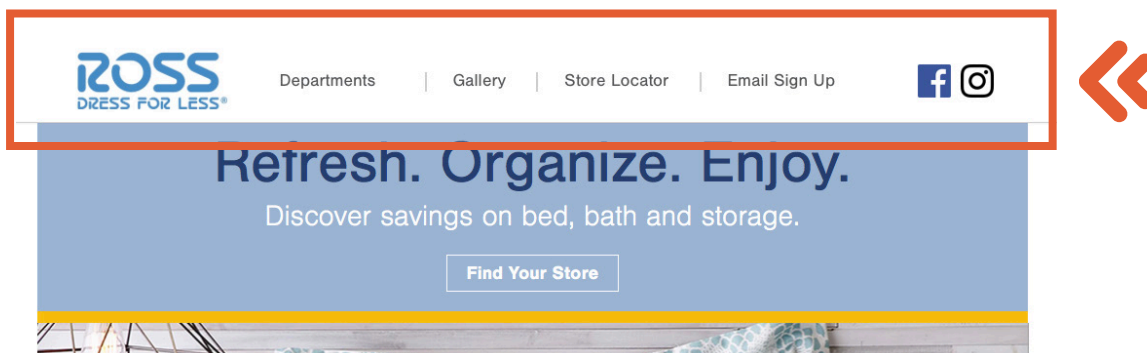 ROSS
DRESS FOR LESS®
Departments | Gallery | Store Locator | Email Sign Up
Refresh. Organize. Enjoy.
Discover savings on bed, bath and storage.
Find Your Store